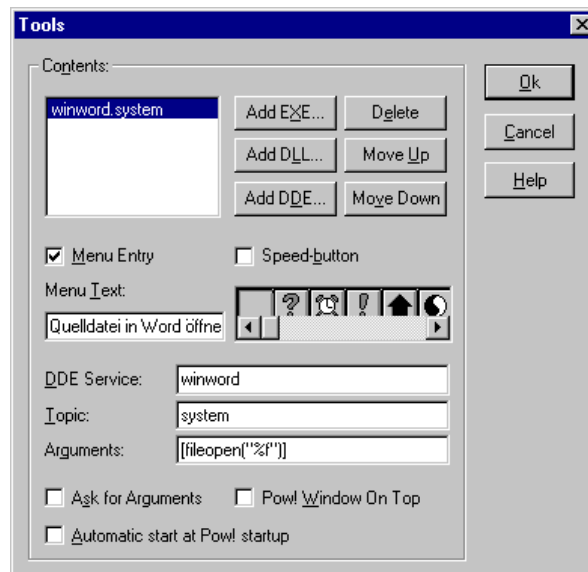 Tools
Contents:
winword.system
Add EXE... Delete
Add DLL... Move Up
Add DDE... Move Down
Ok
Cancel
Help
Menu Entry Speed-button
Menu Text:
Quelldatei in Word öffne
DDE Service: winword
Topic: system
Arguments: [fileopen("%f")]
Ask for Arguments Pow! Window On Top
Automatic start at Pow! startup